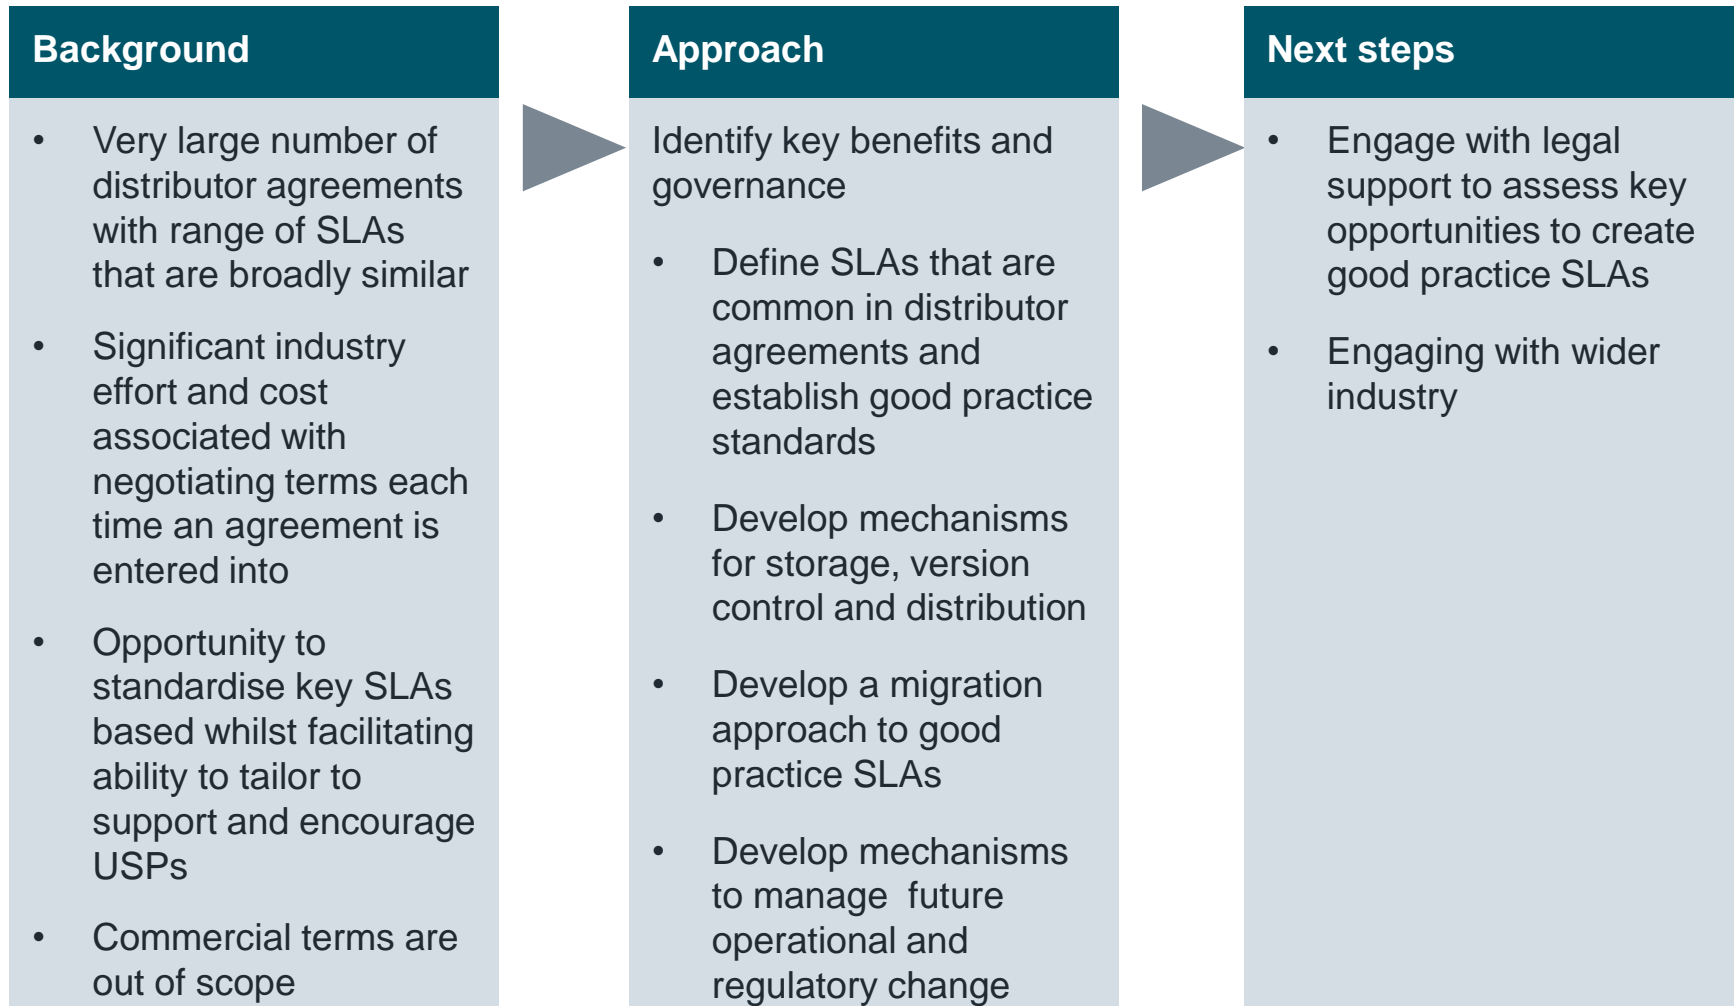 Background
• Very large number of
distributor agreements
with range of SLAs
that are broadly similar
• Significant industry
effort and cost
associated with
negotiating terms each
time an agreement is
entered into
• Opportunity to
standardise key SLAs
based whilst facilitating
ability to tailor to
support and encourage
USPs
• Commercial terms are
out of scope
Approach
Identify key benefits and
governance
• Define SLAs that are
common in distributor
agreements and
establish good practice
standards
• Develop mechanisms
for storage, version
control and distribution
• Develop a migration
approach to good
practice SLAs
• Develop mechanisms
to manage  future
operational and
regulatory change
Next steps
• Engage with legal
support to assess key
opportunities to create
good practice SLAs
• Engaging with wider
industry